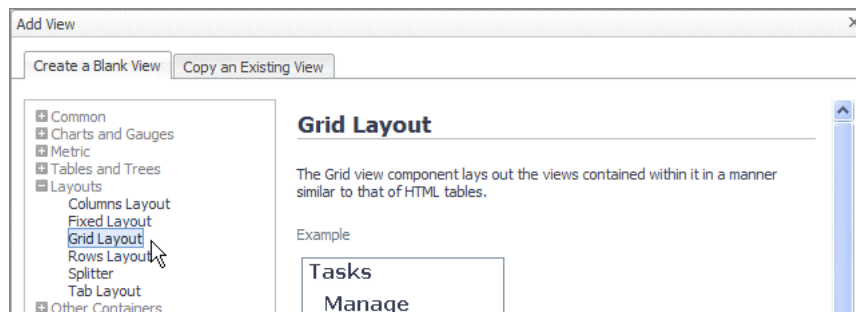 Add View
Create a Blank View
Copy an Existing View
Common
Charts and Gauges
Metric
Tables and Trees
Layouts
Columns Layout
Fixed Layout
Grid Layout
Rows Layout
Splitter
Tab Layout
Other Containers
Grid Layout
The Grid view component lays out the views contained within it in a manner
similar to that of HTML tables.
Example
Tasks
Manage